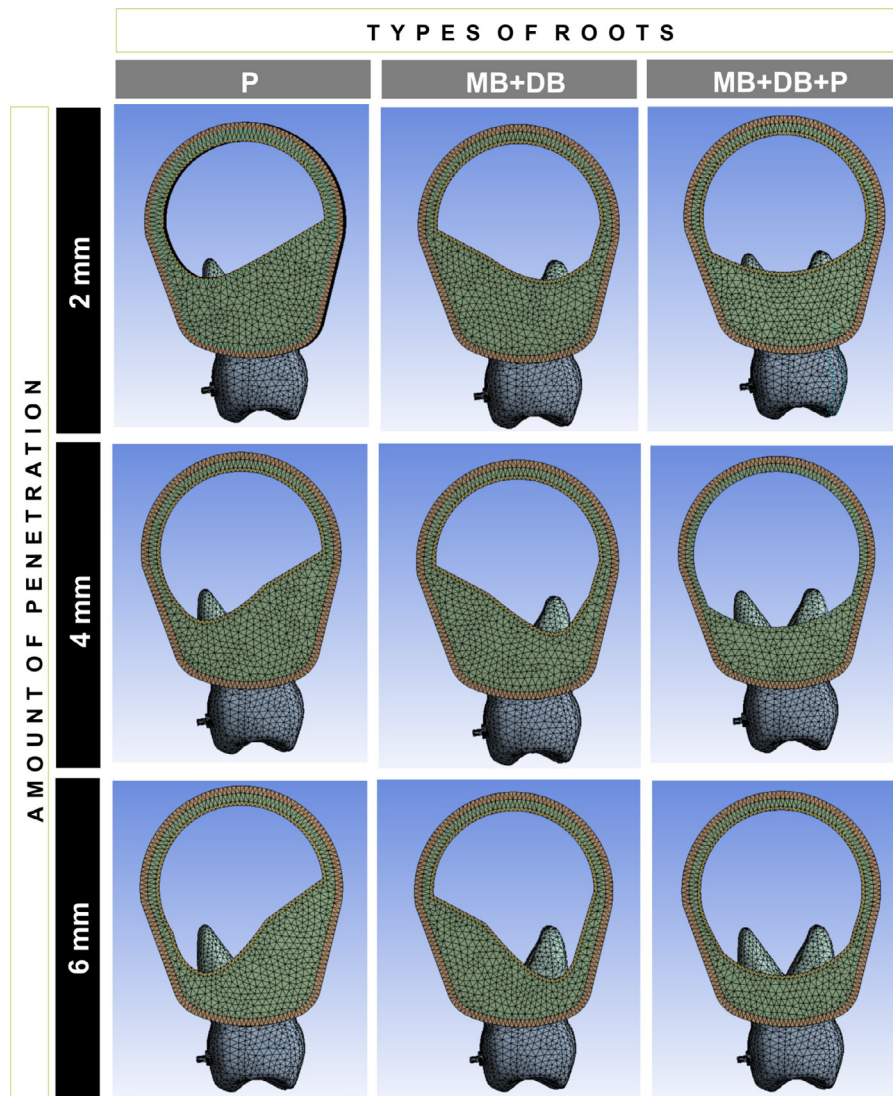 TYPES OF ROOTS
P
MB+DB
MB+DB+P
AMOUNT OF PENETRATION
2 mm
4 mm
6 mm